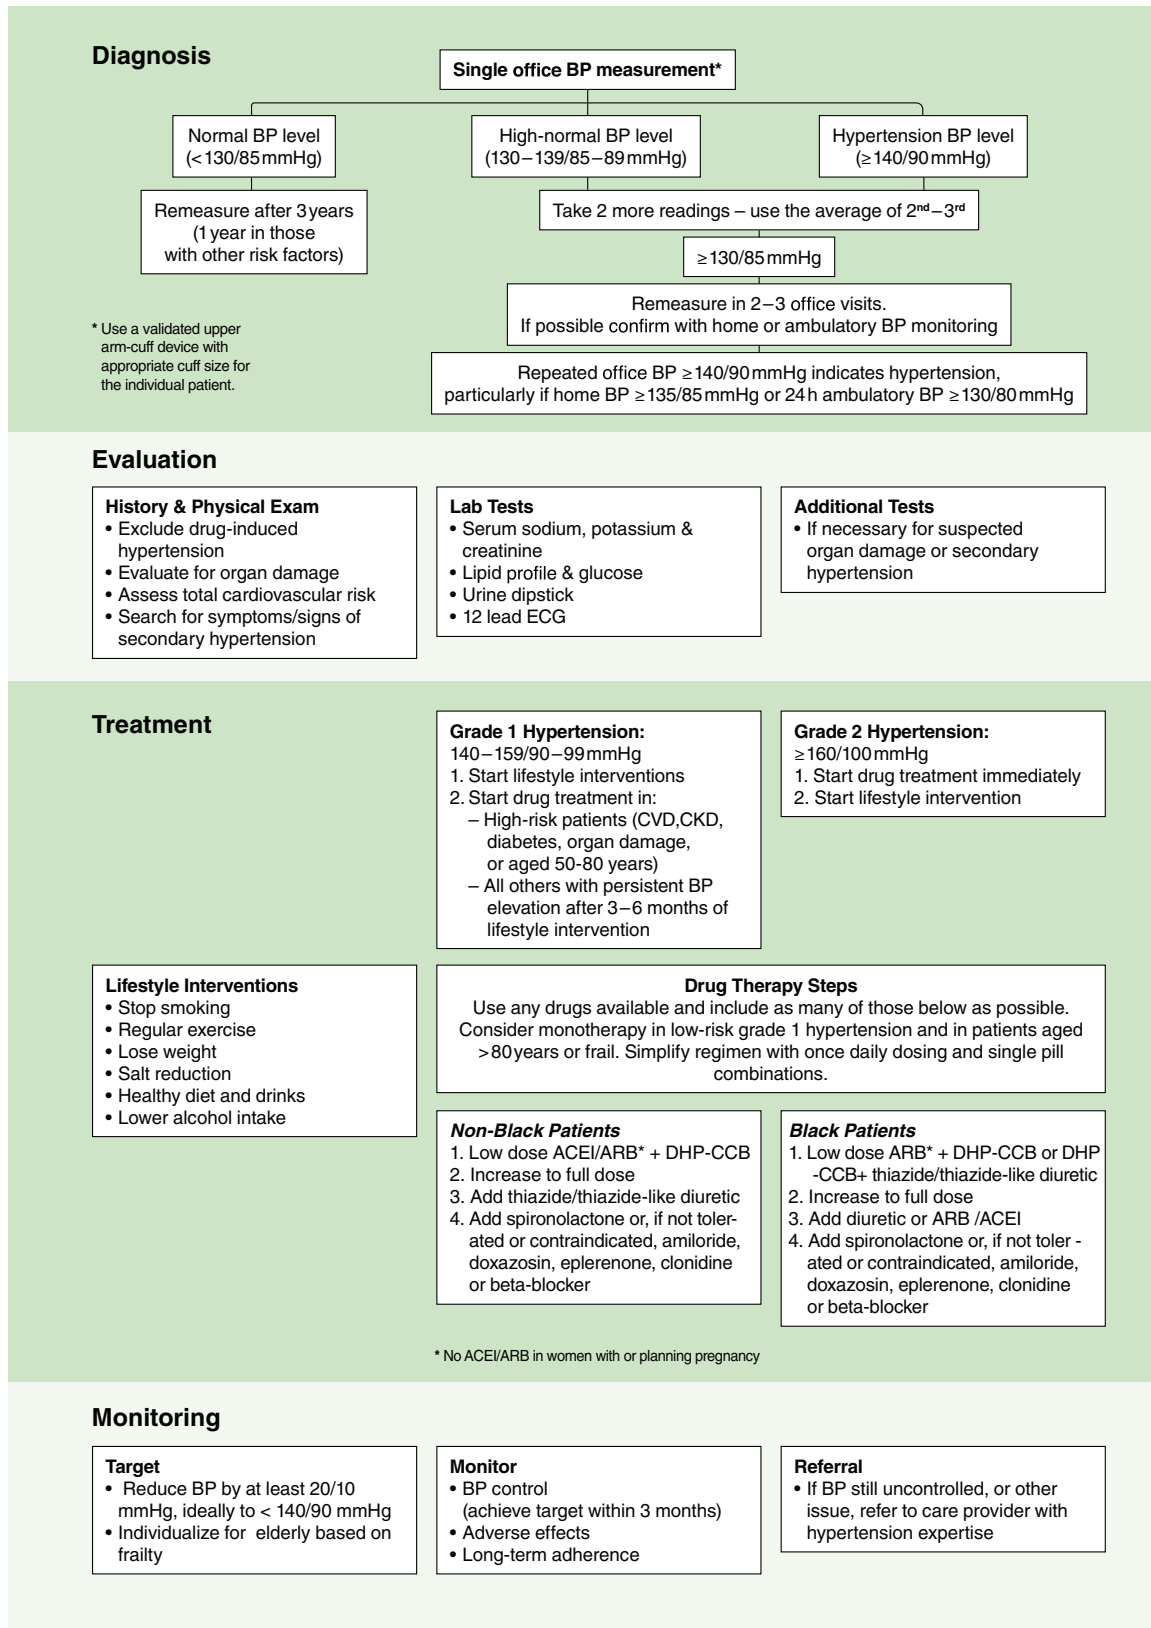 Diagnosis
Single office BP measurement*
Normal BP level
(<130/85 mmHg)
High-normal BP level
(130–139/85–89 mmHg)
Hypertension BP level
(≥140/90 mmHg)
Remeasure after 3 years
(1 year in those
with other risk factors)
Take 2 more readings – use the average of 2nd–3rd
≥130/85 mmHg
Remeasure in 2–3 office visits.
If possible confirm with home or ambulatory BP monitoring
Repeated office BP ≥140/90 mmHg indicates hypertension,
particularly if home BP ≥135/85 mmHg or 24 h ambulatory BP ≥130/80 mmHg
* Use a validated upper
arm-cuff device with
appropriate cuff size for
the individual patient.
Evaluation
History & Physical Exam
• Exclude drug-induced
hypertension
• Evaluate for organ damage
• Assess total cardiovascular risk
• Search for symptoms/signs of
secondary hypertension
Lab Tests
• Serum sodium, potassium &
creatinine
• Lipid profile & glucose
• Urine dipstick
• 12 lead ECG
Additional Tests
• If necessary for suspected
organ damage or secondary
hypertension
Treatment
Grade 1 Hypertension:
140–159/90–99 mmHg
1. Start lifestyle interventions
2. Start drug treatment in:
– High-risk patients (CVD,CKD,
diabetes, organ damage,
or aged 50-80 years)
– All others with persistent BP
elevation after 3–6 months of
lifestyle intervention
Grade 2 Hypertension:
≥160/100 mmHg
1. Start drug treatment immediately
2. Start lifestyle intervention
Lifestyle Interventions
• Stop smoking
• Regular exercise
• Lose weight
• Salt reduction
• Healthy diet and drinks
• Lower alcohol intake
Drug Therapy Steps
Use any drugs available and include as many of those below as possible.
Consider monotherapy in low-risk grade 1 hypertension and in patients aged
>80 years or frail. Simplify regimen with once daily dosing and single pill
combinations.
Non-Black Patients
1. Low dose ACEI/ARB* + DHP-CCB
2. Increase to full dose
3. Add thiazide/thiazide-like diuretic
4. Add spironolactone or, if not toler-
ated or contraindicated, amiloride,
doxazosin, eplerenone, clonidine
or beta-blocker
Black Patients
1. Low dose ARB* + DHP-CCB or DHP
-CCB+ thiazide/thiazide-like diuretic
2. Increase to full dose
3. Add diuretic or ARB /ACEI
4. Add spironolactone or, if not toler -
ated or contraindicated, amiloride,
doxazosin, eplerenone, clonidine
or beta-blocker
* No ACEI/ARB in women with or planning pregnancy
Monitoring
Target
• Reduce BP by at least 20/10
mmHg, ideally to < 140/90 mmHg
• Individualize for elderly based on
frailty
Monitor
• BP control
(achieve target within 3 months)
• Adverse effects
• Long-term adherence
Referral
• If BP still uncontrolled, or other
issue, refer to care provider with
hypertension expertise